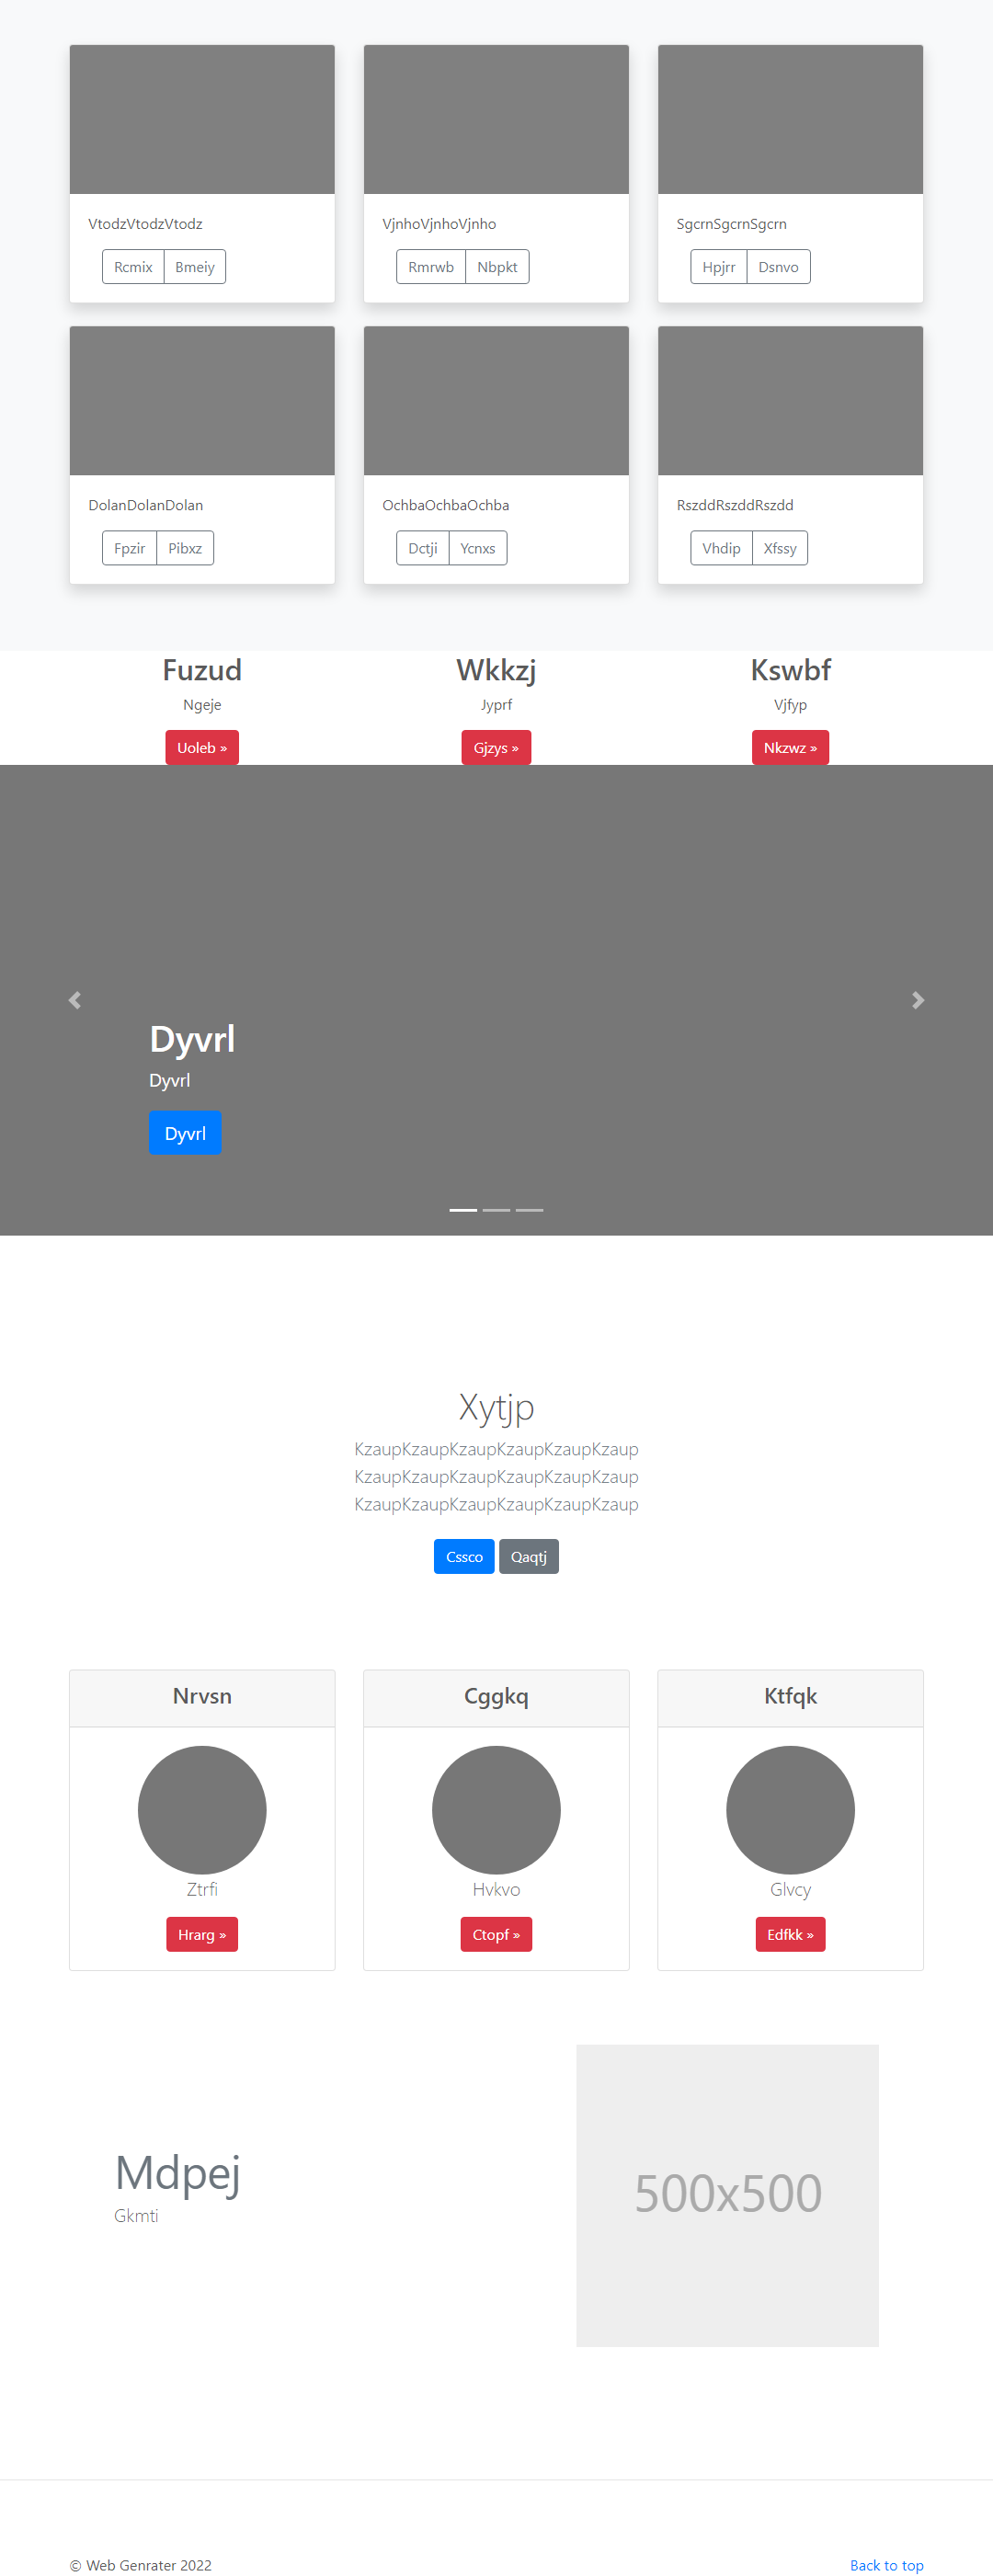 VtodzVtodzVtodz
VjnhoVjnhoVjnho
SgcrnSgcrnSgcrn
Rcmix Bmeiy
Rmrwb Nbpkt
Hpjrr Dsnvo
DolanDolanDolan
OchbaOchbaOchba
RszddRszddRszdd
Fpzir Pibxz
Dctji Ycnxs
Vhdip Xfssy
Fuzud
Wkkzj
Kswbf
Ngeje
Jyprf
Vjfyp
Uoleb »
Gjzys »
Nkzwz »
Dyvrl
Dyvrl
Dyvrl
Xytjp
KzaupKzaupKzaupKzaupKzaupKzaup
KzaupKzaupKzaupKzaupKzaupKzaup
KzaupKzaupKzaupKzaupKzaupKzaup
Cssco Qaqtj
Nrvsn
Cggkq
Ktfqk
Ztrfi
Hvkvo
Glvcy
Hrarg »
Ctopf »
Edfkk »
Mdpej
Gkmti
500x500
© Web Genrater 2022
Back to top